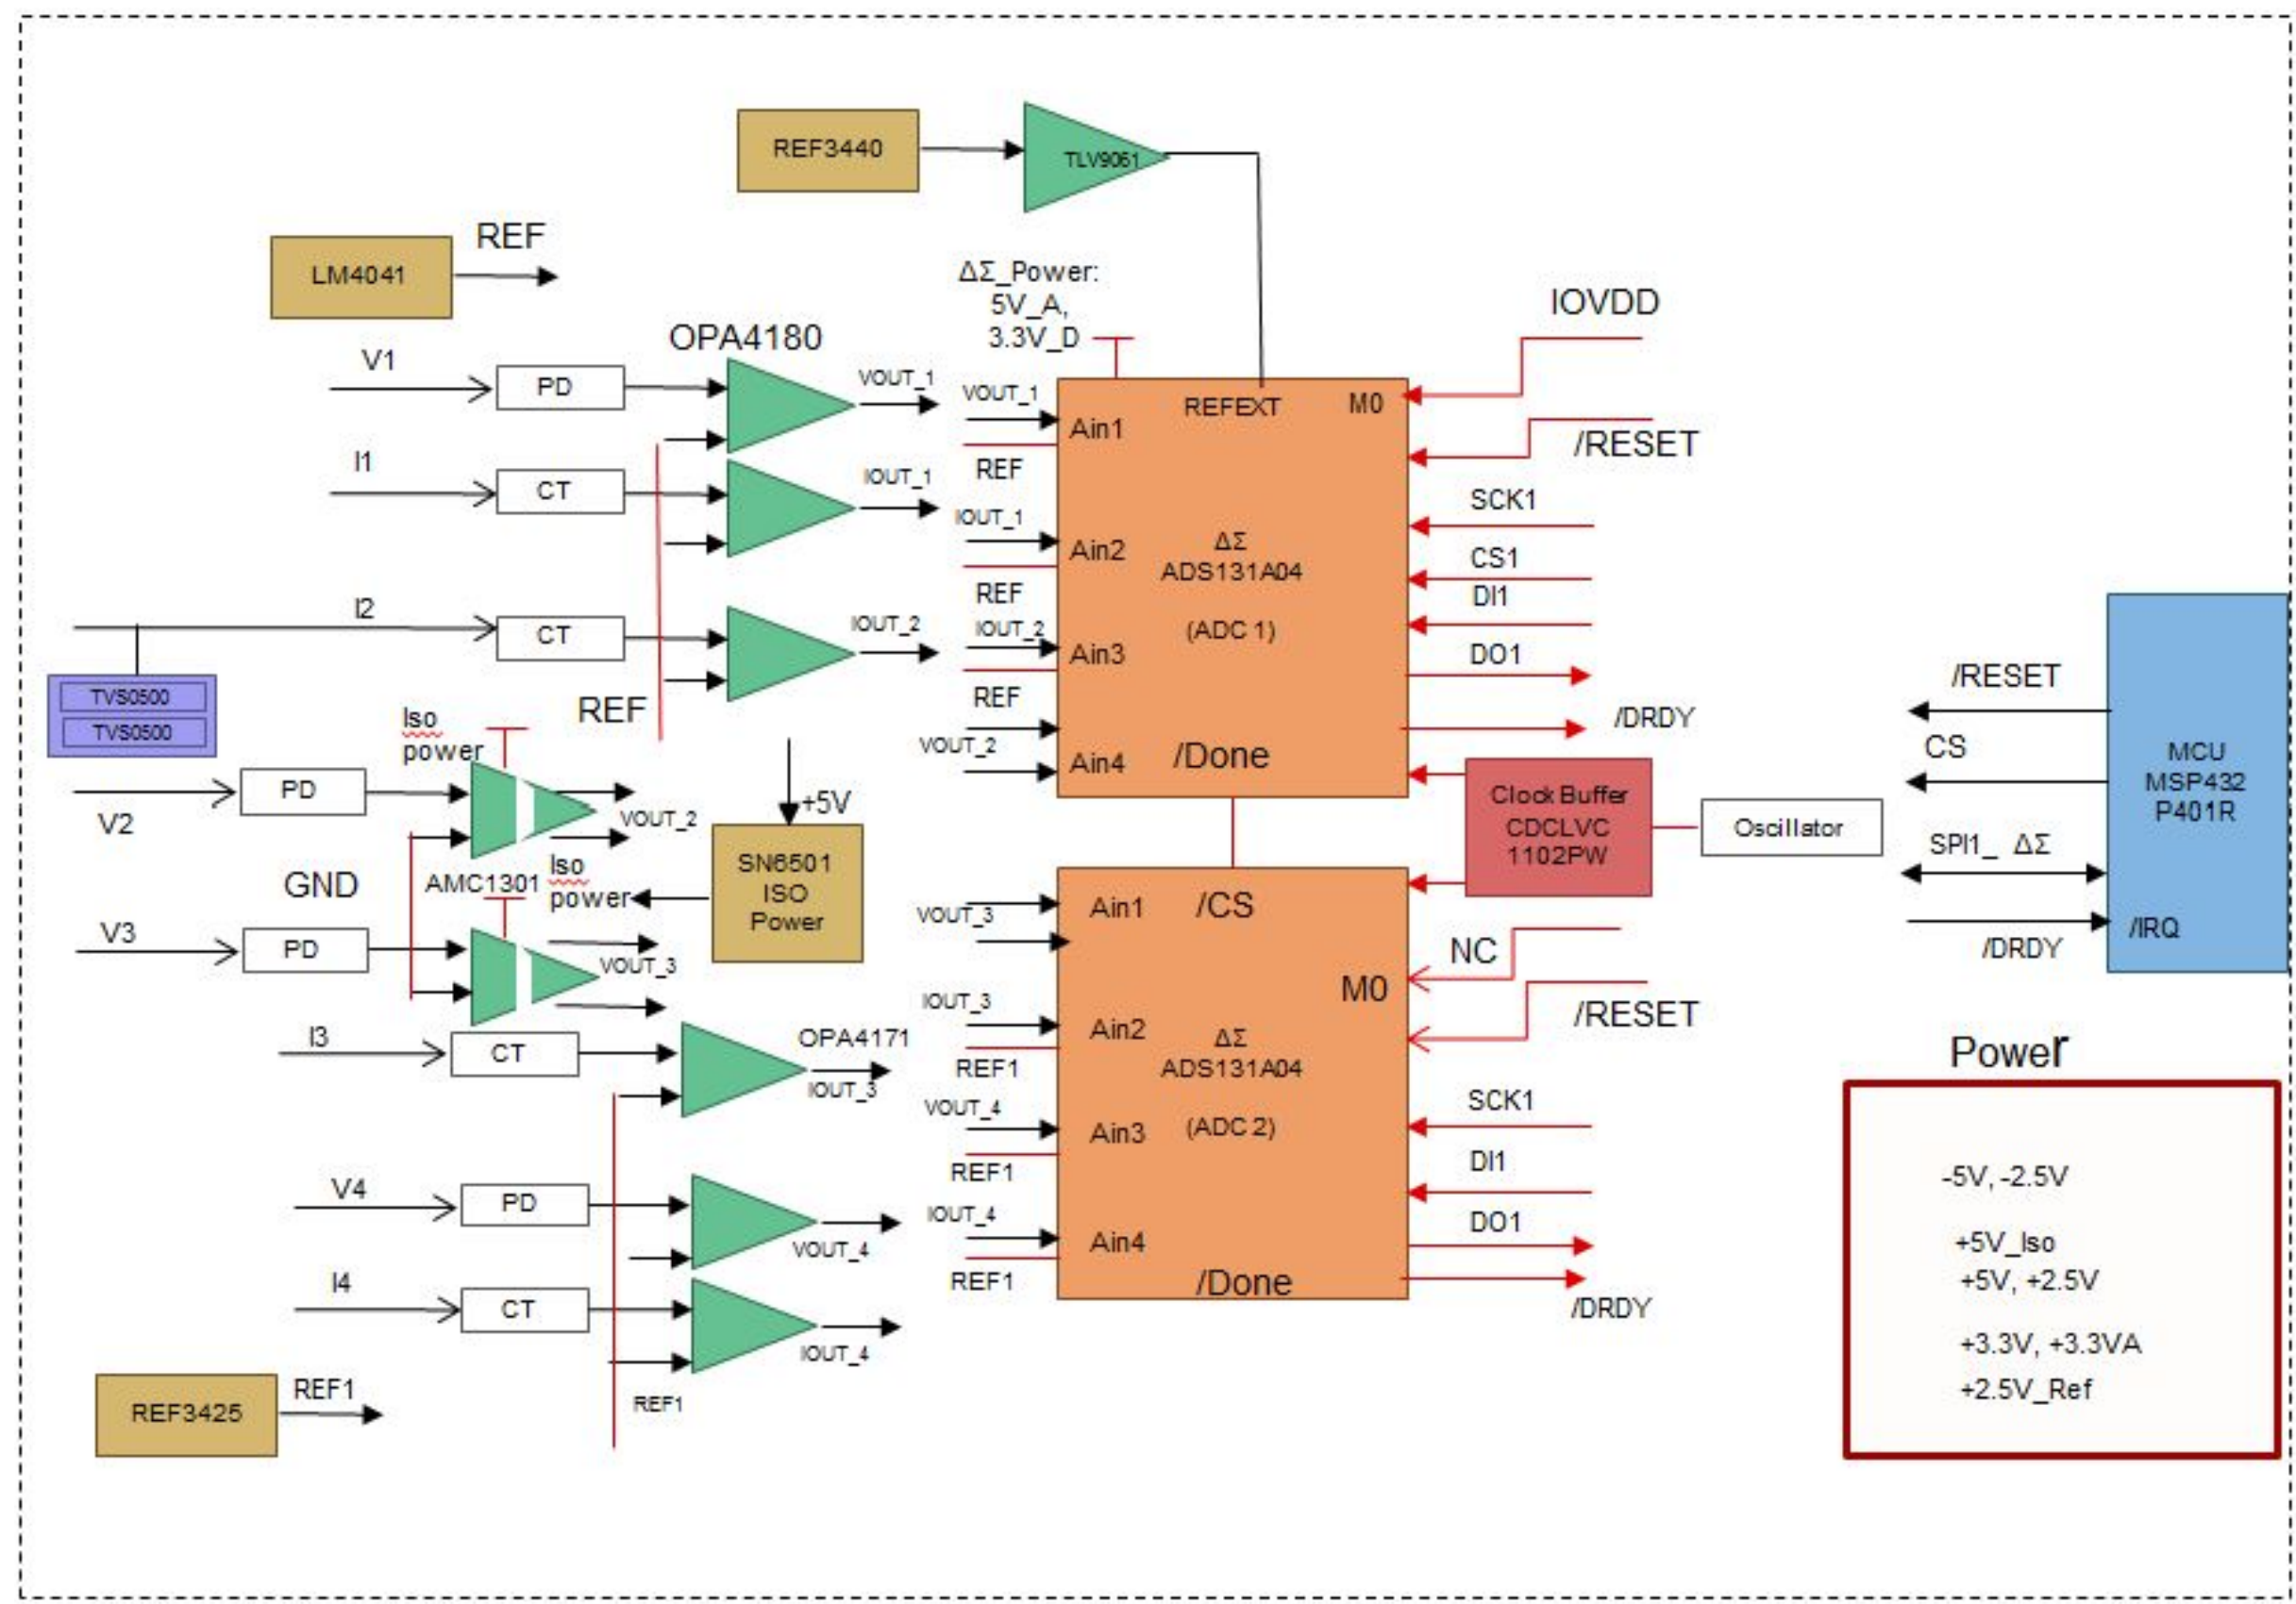 REF3440
TLV9061
LM4041
REF
ΔΣ_Power:
5V_A,
3.3V_D
OPA4180
V1
PD
VOUT_1
I1
CT
IOUT_1
I2
CT
IOUT_2
REF
TVS0500
TVS0500
Iso
power
V2
PD
VOUT_2
GND
AMC1301
Iso
power
+5V
SN6501
ISO
Power
V3
PD
VOUT_3
I3
CT
OPA4171
IOUT_3
V4
PD
VOUT_4
I4
CT
IOUT_4
REF1
REF3425
REF1
VOUT_1
Ain1
REF
IOUT_1
Ain2
REF
IOUT_2
Ain3
REF
VOUT_2
Ain4
REFEXT
M0
ΔΣ
ADS131A04
(ADC 1)
/Done
IOVDD
/RESET
SCK1
CS1
DI1
DO1
/DRDY
Clock Buffer
CDCLVC
1102PW
Oscillator
VOUT_3
Ain1
/CS
IOUT_3
Ain2
REF1
VOUT_4
Ain3
REF1
IOUT_4
Ain4
REF1
M0
ΔΣ
ADS131A04
(ADC 2)
/Done
NC
/RESET
SCK1
DI1
DO1
/DRDY
/RESET
CS
SPI1_ ΔΣ
/DRDY
MCU
MSP432
P401R
/IRQ
Power
-5V, -2.5V
+5V_Iso
+5V, +2.5V
+3.3V, +3.3VA
+2.5V_Ref